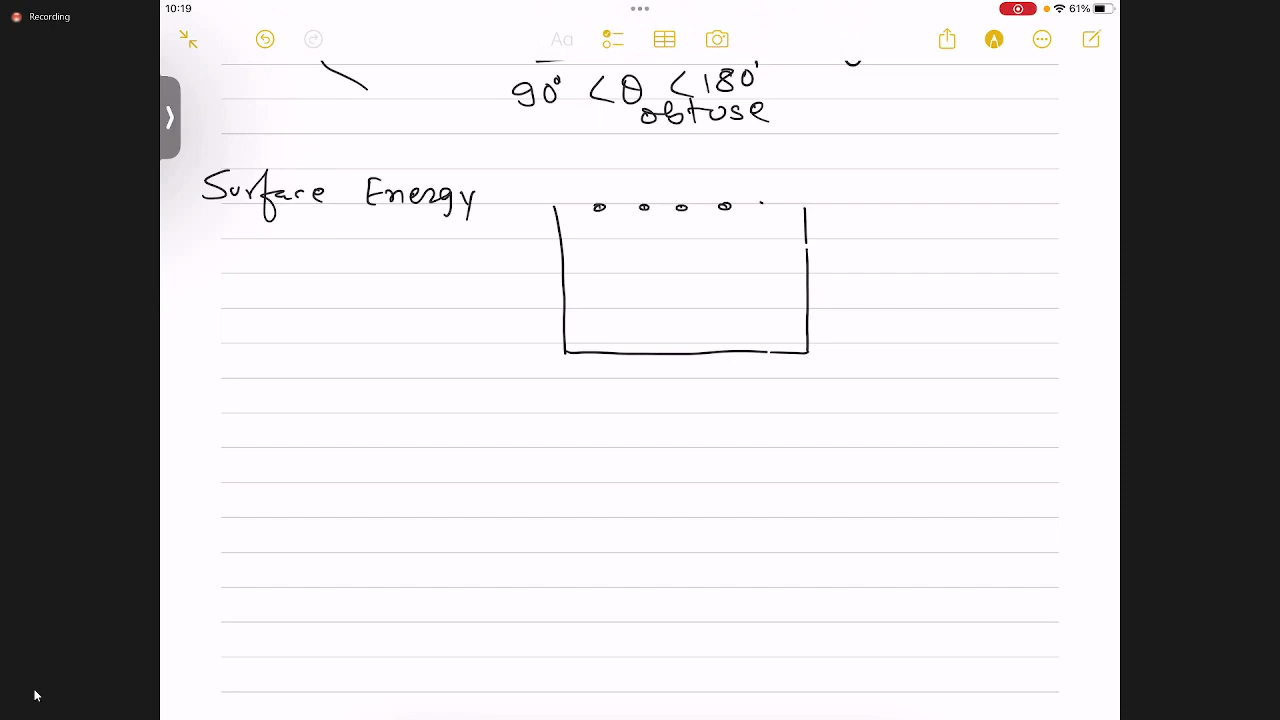 10:19
61%
Recording
Aa
90° < θ < 180°
obtuse
Surface Energy